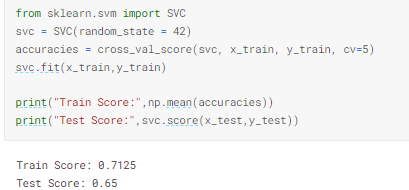 from sklearn.svm import SVC
svc = SVC(random_state = 42)
accuracies = cross_val_score(svc, x_train, y_train, cv=5)
svc.fit(x_train,y_train)
print("Train Score:",np.mean(accuracies))
print("Test Score:",svc.score(x_test,y_test))
Train Score: 0.7125
Test Score: 0.65